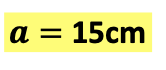 a = 15cm